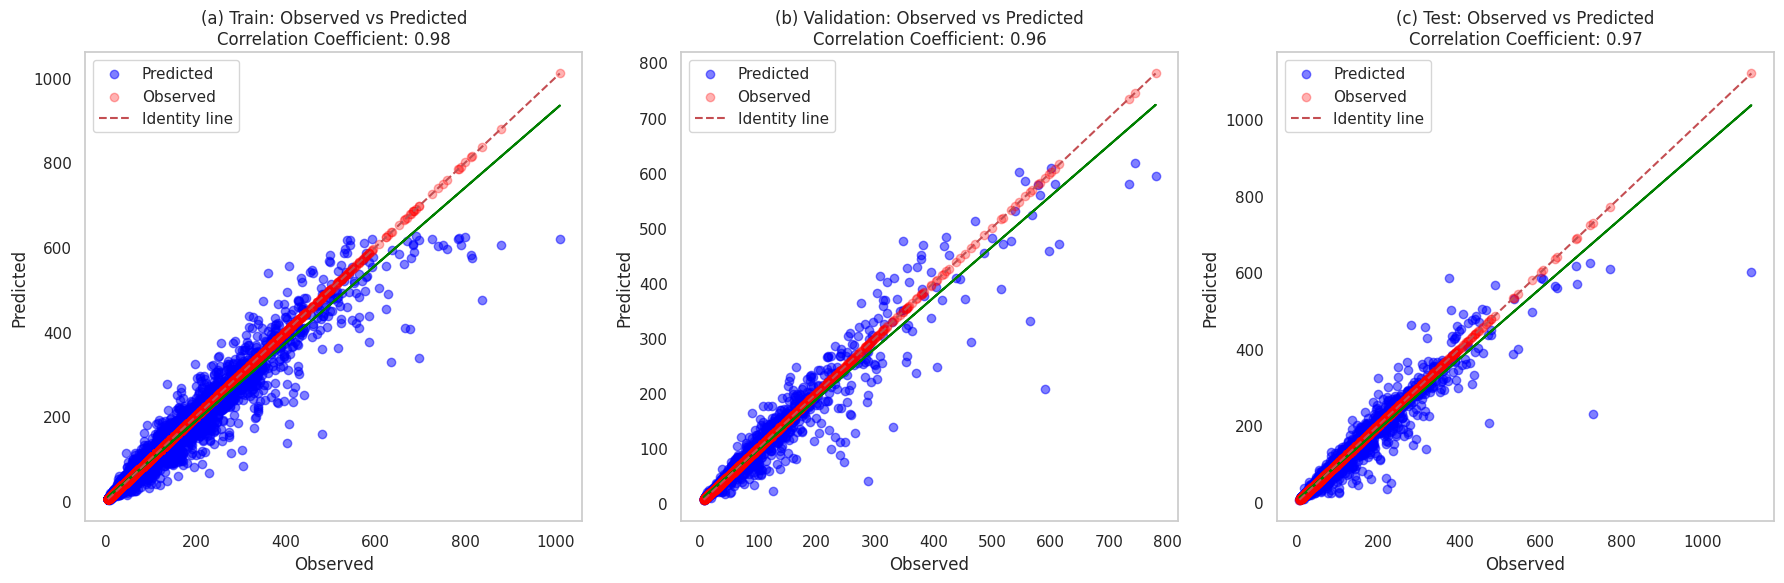 (a) Train: Observed vs Predicted
Correlation Coefficient: 0.98
Predicted
Observed
Identity line
1000
800
600
400
200
0
Predicted
0
200
400
600
800
1000
Observed
(b) Validation: Observed vs Predicted
Correlation Coefficient: 0.96
Predicted
Observed
Identity line
800
700
600
500
400
300
200
100
0
Predicted
0
100
200
300
400
500
600
700
800
Observed
(c) Test: Observed vs Predicted
Correlation Coefficient: 0.97
Predicted
Observed
Identity line
1000
800
600
400
200
0
Predicted
0
200
400
600
800
1000
Observed